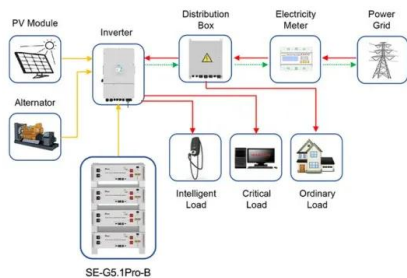 PV Module
Inverter
Distribution
Box
Electricity
Meter
Power
Grid
Alternator
Intelligent
Load
Critical
Load
Ordinary
Load
SE-G5.1Pro-B